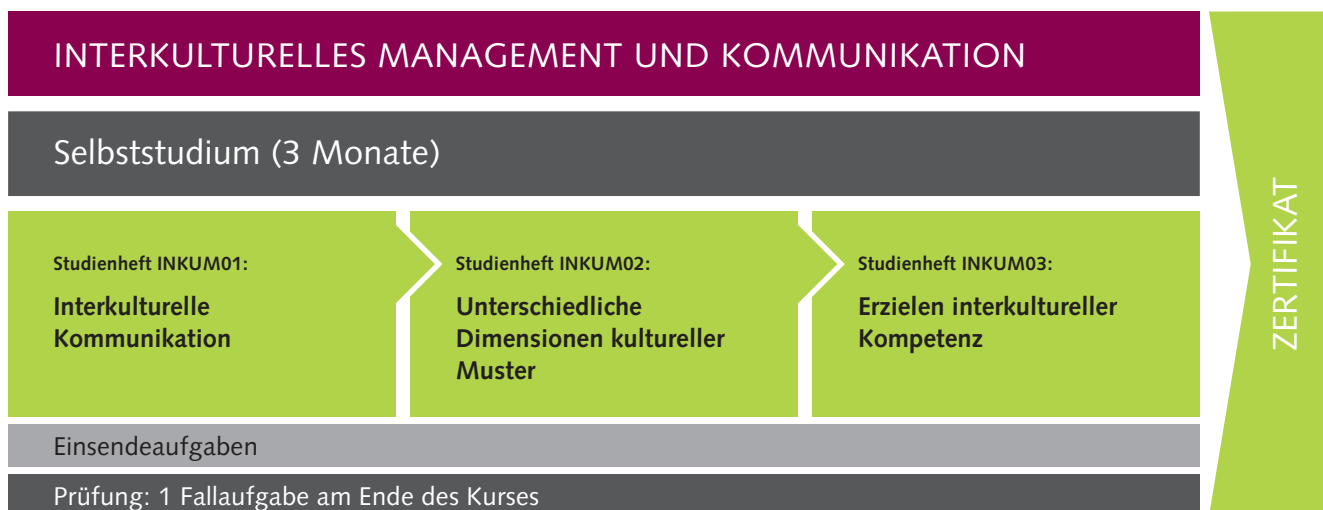 INTERKULTURELLES MANAGEMENT UND KOMMUNIKATION
Selbststudium (3 Monate)
Studienheft INKUM01:
Interkulturelle
Kommunikation
Studienheft INKUM02:
Unterschiedliche
Dimensionen kultureller
Muster
Studienheft INKUM03:
Erzielen interkultureller
Kompetenz
Einsendeaufgaben
Prüfung: 1 Fallaufgabe am Ende des Kurses
ZERTIFIKAT